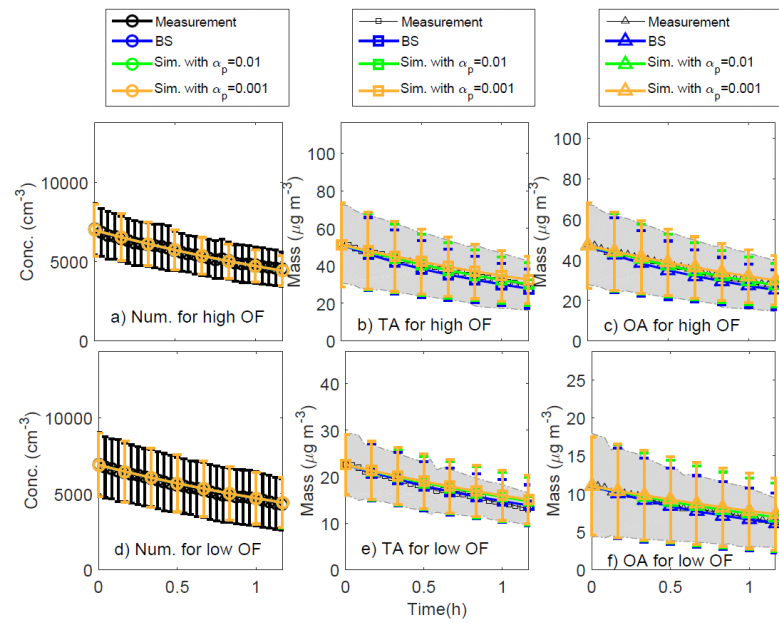 Measurement
BS
Sim. with αp=0.01
Sim. with αp=0.001
Measurement
BS
Sim. with αp=0.01
Sim. with αp=0.001
Measurement
BS
Sim. with αp=0.01
Sim. with αp=0.001
Conc. (cm-3)
10000
5000
0
a) Num. for high OF
Mass (μg m-3)
100
80
60
40
20
0
b) TA for high OF
Mass (μg m-3)
100
80
60
40
20
0
c) OA for high OF
Conc. (cm-3)
10000
5000
0
d) Num. for low OF
0 0.5 1
Mass (μg m-3)
40
30
20
10
0
e) TA for low OF
0 0.5 1
Mass (μg m-3)
25
20
15
10
5
0
f) OA for low OF
0 0.5 1
Time(h)